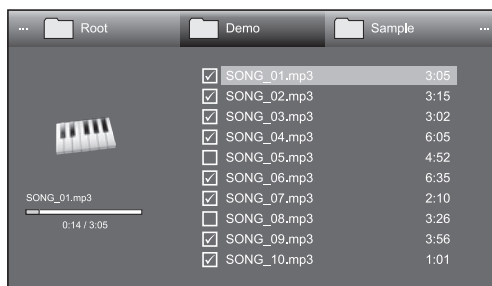 ... Root Demo Sample ...
SONG_01.mp3 3:05
SONG_02.mp3 3:15
SONG_03.mp3 3:02
SONG_04.mp3 6:05
SONG_05.mp3 4:52
SONG_06.mp3 6:35
SONG_07.mp3 2:10
SONG_08.mp3 3:26
SONG_09.mp3 3:56
SONG_10.mp3 1:01
SONG_01.mp3
0:14 / 3:05